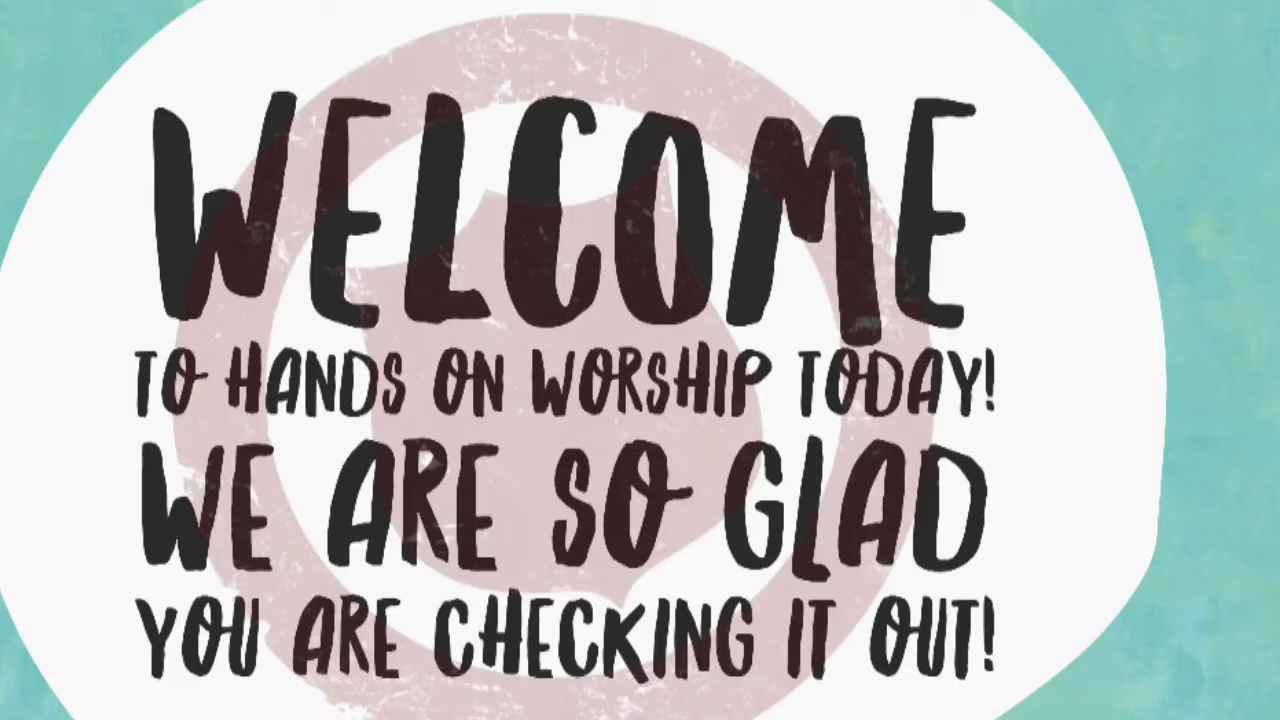 WELCOME
TO HANDS ON WORSHIP TODAY!
WE ARE SO GLAD
YOU ARE CHECKING IT OUT!